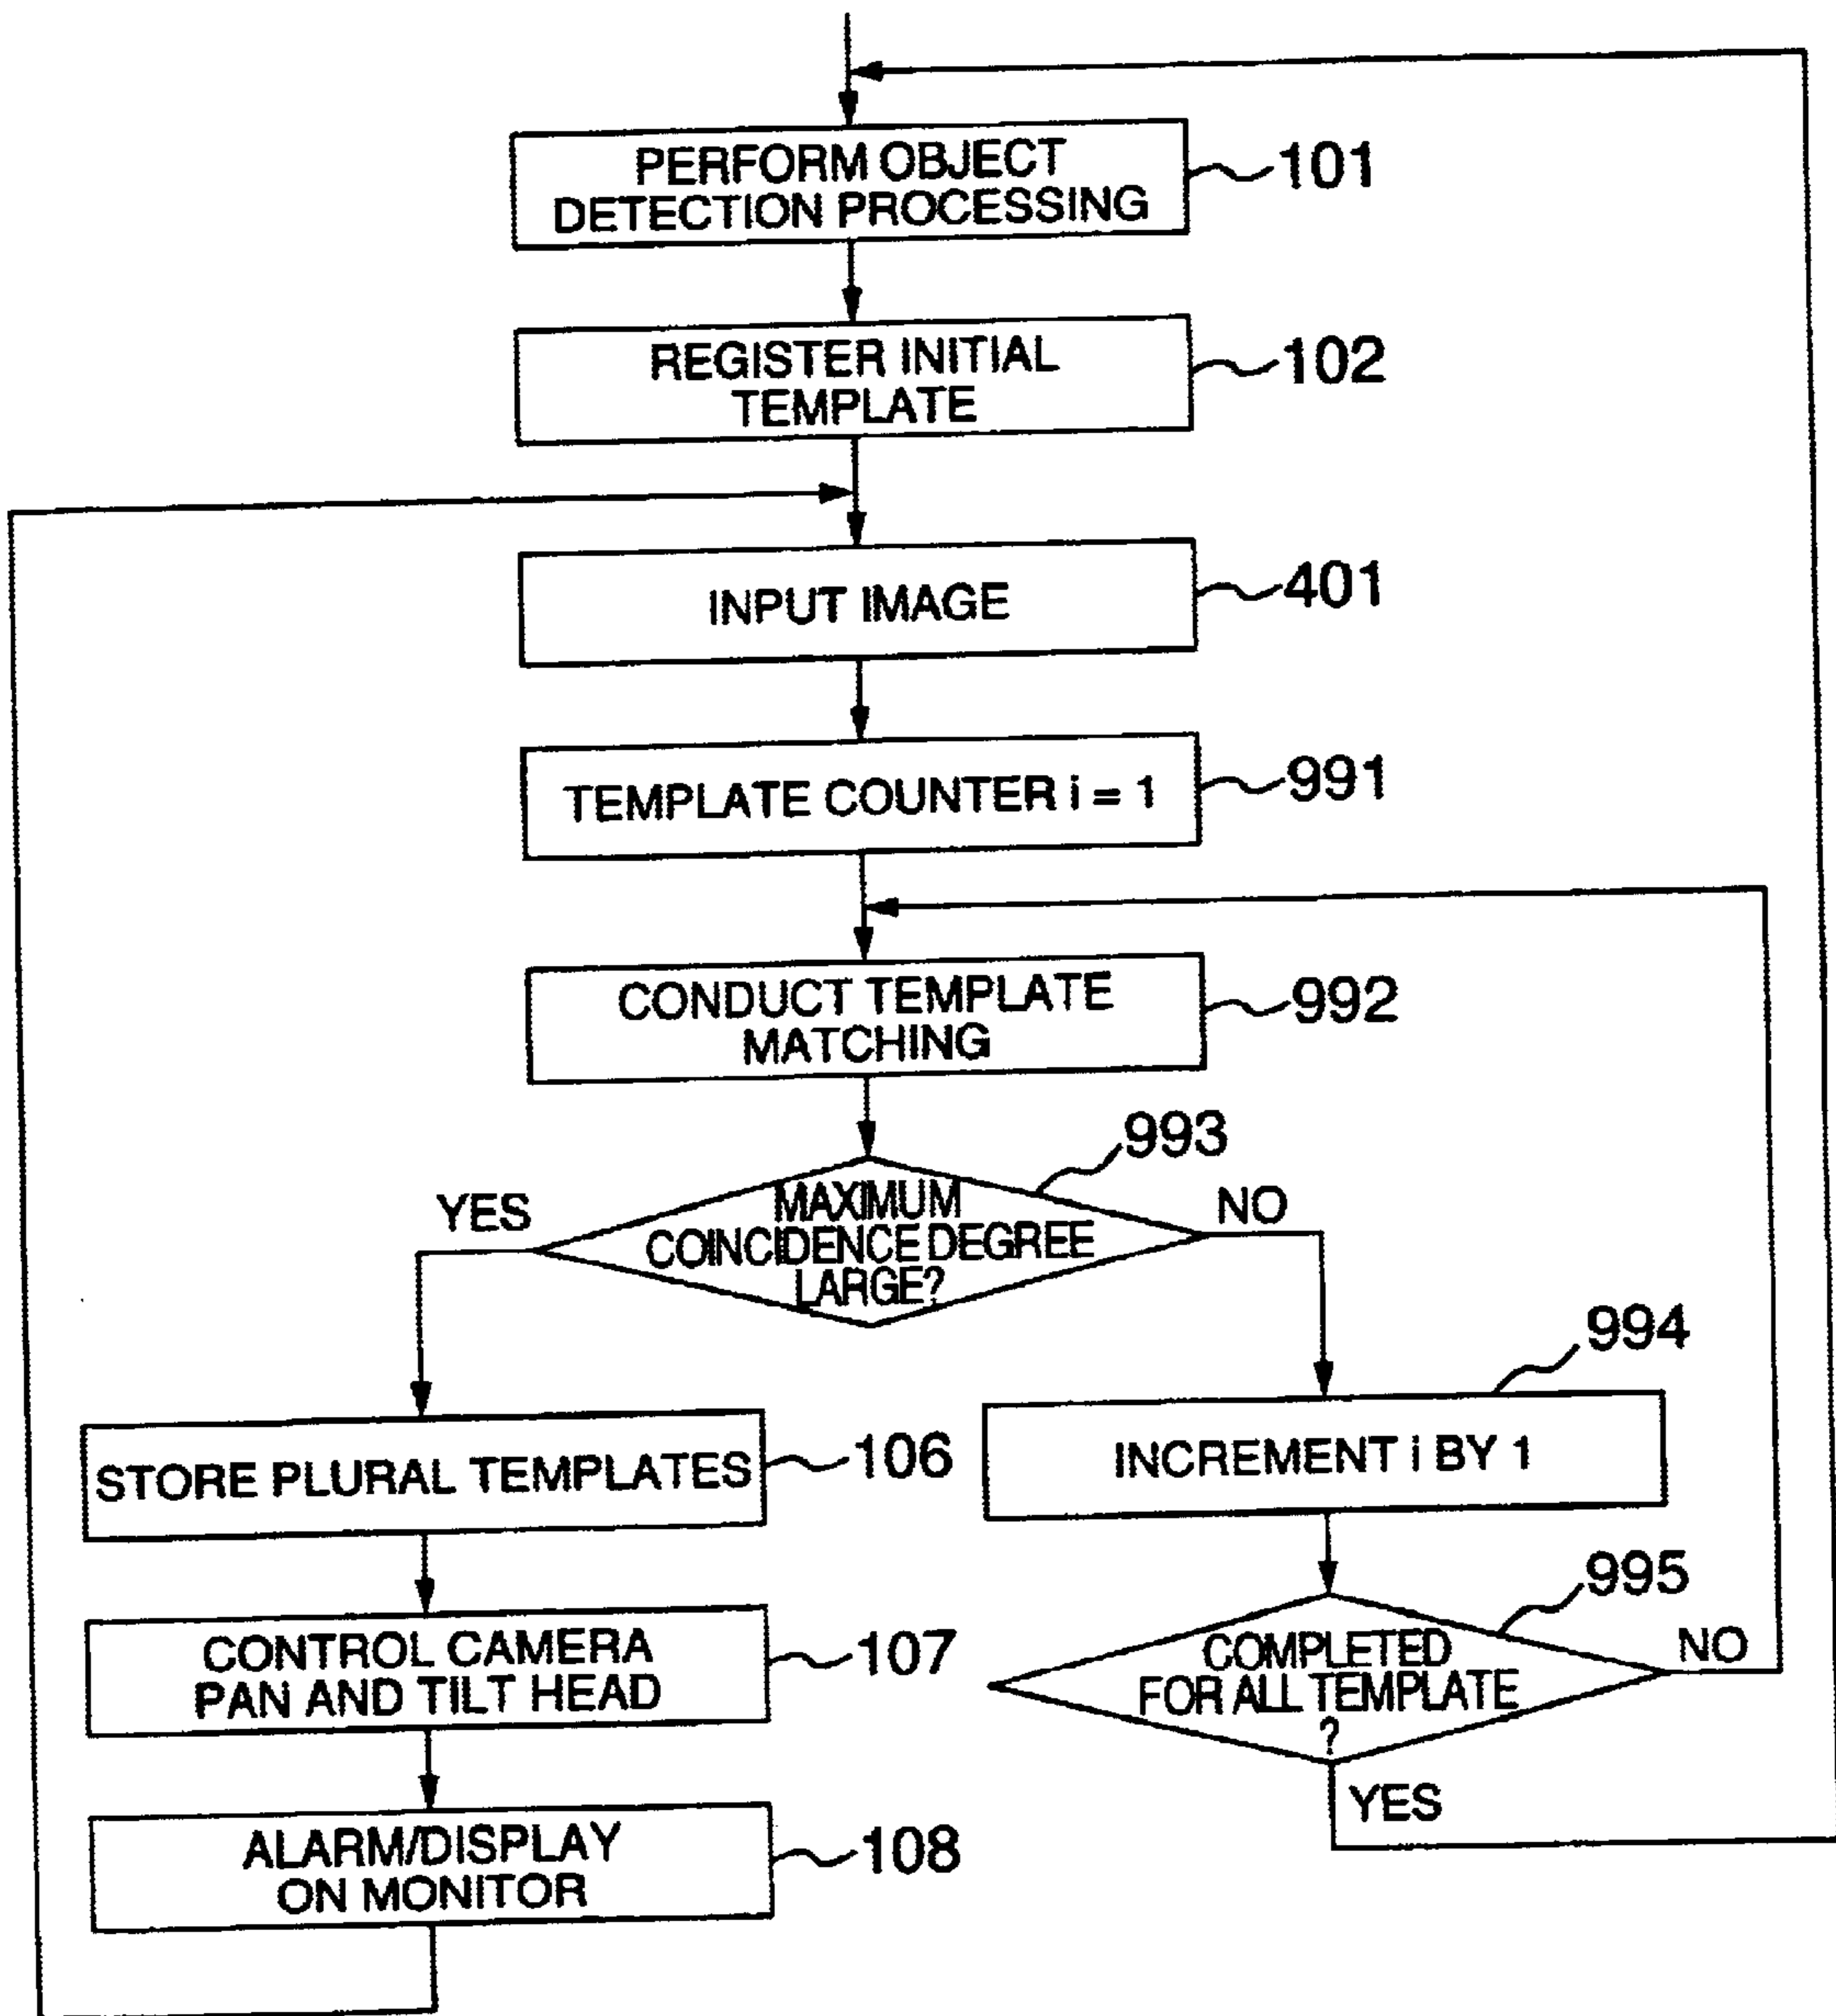 PERFORM OBJECT
DETECTION PROCESSING
101
REGISTER INITIAL
TEMPLATE
102
INPUT IMAGE
401
TEMPLATE COUNTER i = 1
991
CONDUCT TEMPLATE
MATCHING
992
993
YES
MAXIMUM
COINCIDENCE DEGREE
LARGE?
NO
994
STORE PLURAL TEMPLATES
106
INCREMENT i BY 1
995
CONTROL CAMERA
PAN AND TILT HEAD
107
COMPLETED
FOR ALL TEMPLATE
?
NO
YES
ALARM/DISPLAY
ON MONITOR
108